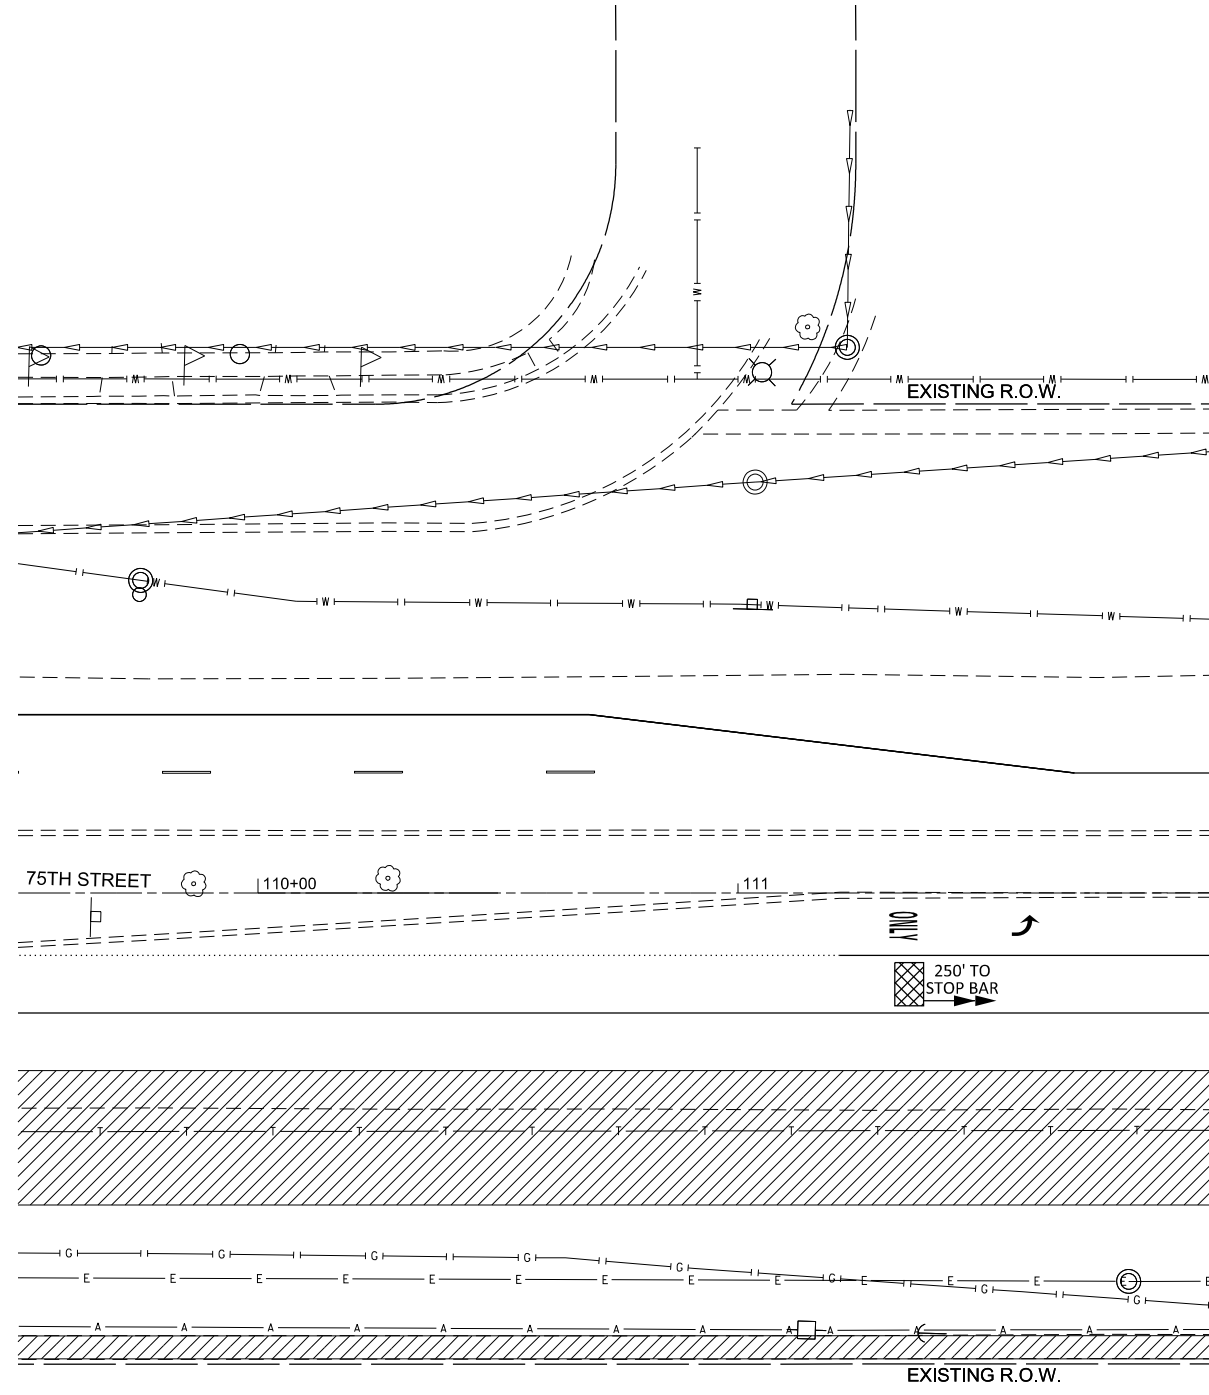 W
W W W W W W W W
EXISTING R.O.W.
W W W W W W
75TH STREET
110+00
111
ONLY
250' TO
STOP BAR
T T T T T T T T T T T T T
G G G G G G G G
E E E E E E E E E E E E E E
A A A A A A A A A A A A A
EXISTING R.O.W.